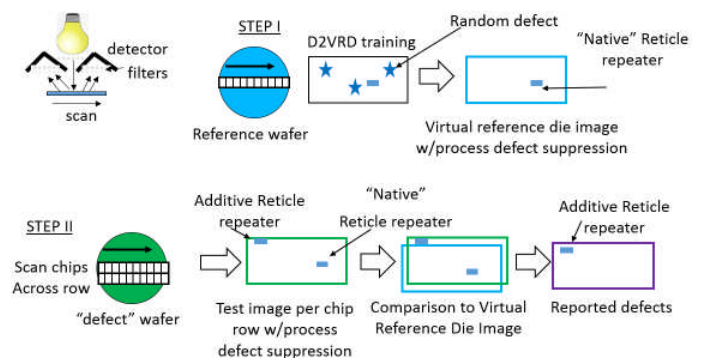 detector
filters
scan
STEP I
D2VRD training
Random defect
“Native” Reticle
repeater
Reference wafer
Virtual reference die image
w/process defect suppression
STEP II
Scan chips
Across row
“defect” wafer
Additive Reticle
repeater
“Native”
Reticle repeater
Test image per chip
row w/process
defect suppression
Comparison to Virtual
Reference Die Image
Additive Reticle
repeater
Reported defects